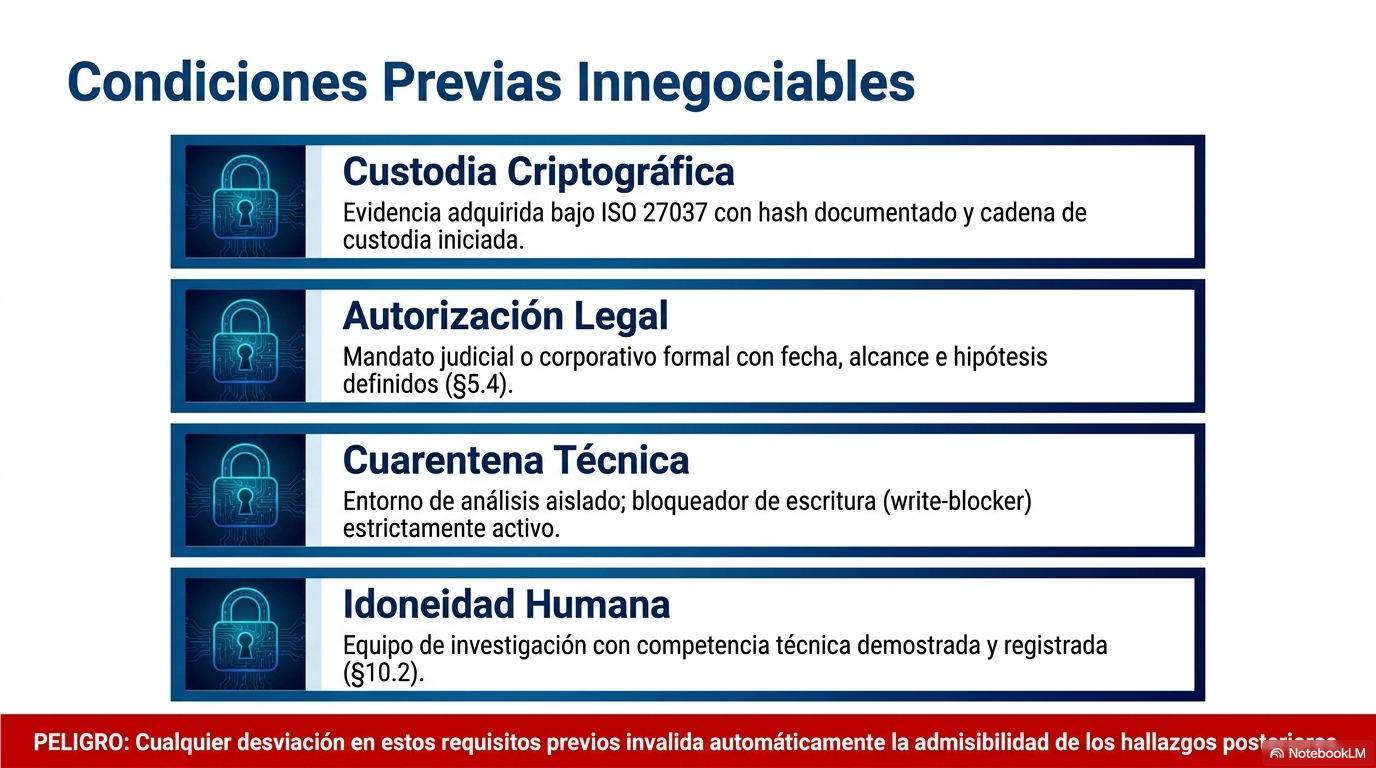 Condiciones Previas Innegociables
Custodia Criptográfica
Evidencia adquirida bajo ISO 27037 con hash documentado y cadena de
custodia iniciada.
Autorización Legal
Mandato judicial o corporativo formal con fecha, alcance e hipótesis
definidos (§5.4).
Cuarentena Técnica
Entorno de análisis aislado; bloqueador de escritura (write-blocker)
estrictamente activo.
Idoneidad Humana
Equipo de investigación con competencia técnica demostrada y registrada
(§10.2).
PELIGRO: Cualquier desviación en estos requisitos previos invalida automáticamente la admisibilidad de los hallazgos posteriores.
NotebookLM